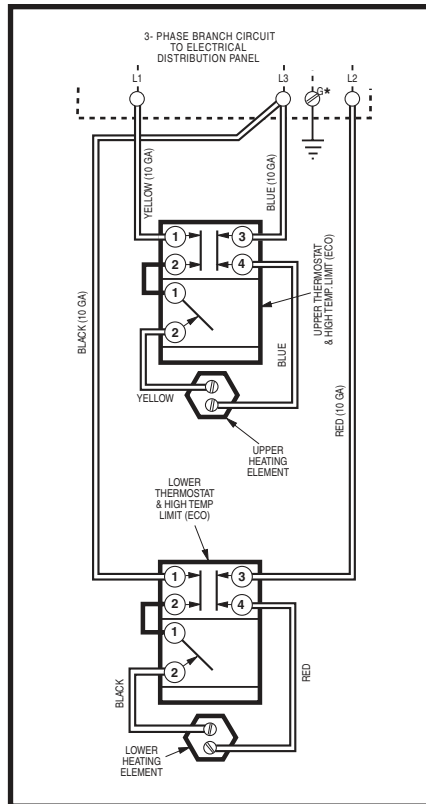 3- PHASE BRANCH CIRCUIT
TO ELECTRICAL
DISTRIBUTION PANEL
L1
L3
G*
L2
YELLOW (10 GA)
BLUE (10 GA)
BLACK (10 GA)
RED (10 GA)
1
3
2
4
1
2
UPPER THERMOSTAT
& HIGH TEMP. LIMIT (ECO)
BLUE
YELLOW
UPPER
HEATING
ELEMENT
LOWER
THERMOSTAT
& HIGH TEMP
LIMIT (ECO)
1
3
2
4
1
2
BLACK
RED
LOWER
HEATING
ELEMENT